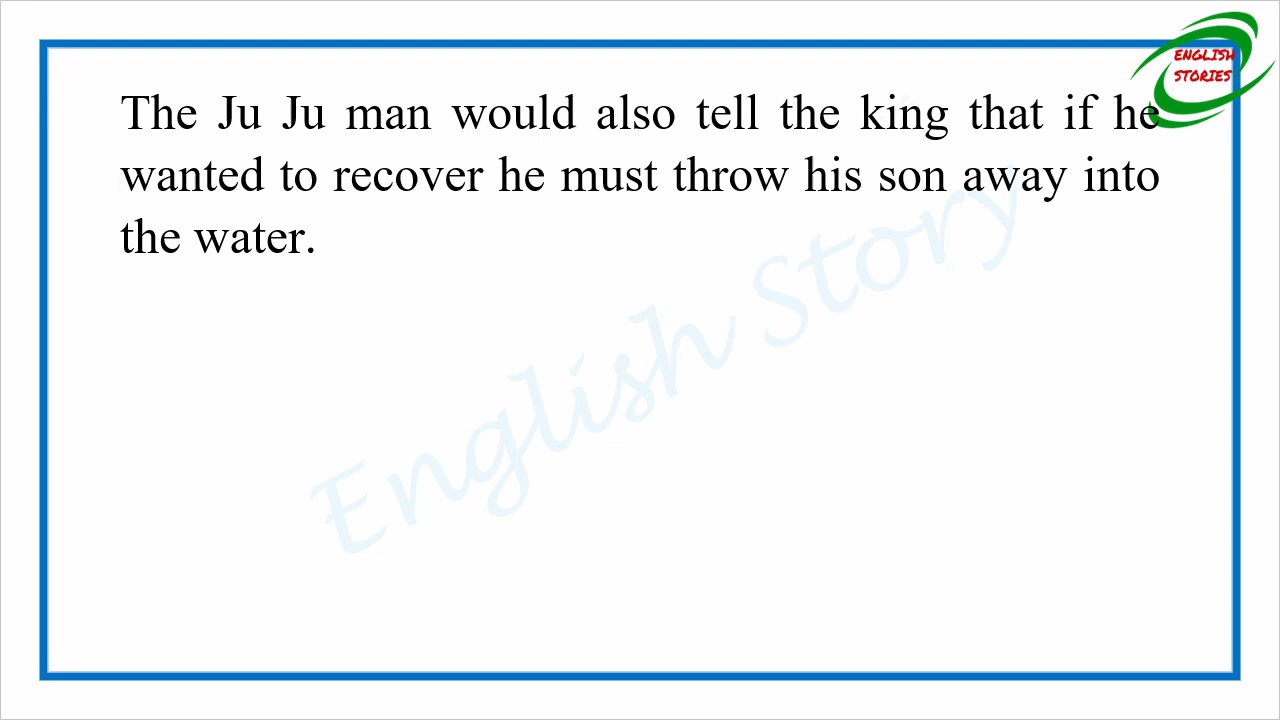 ENGLISH
STORIES
The Ju Ju man would also tell the king that if he
wanted to recover he must throw his son away into
the water.
English Story